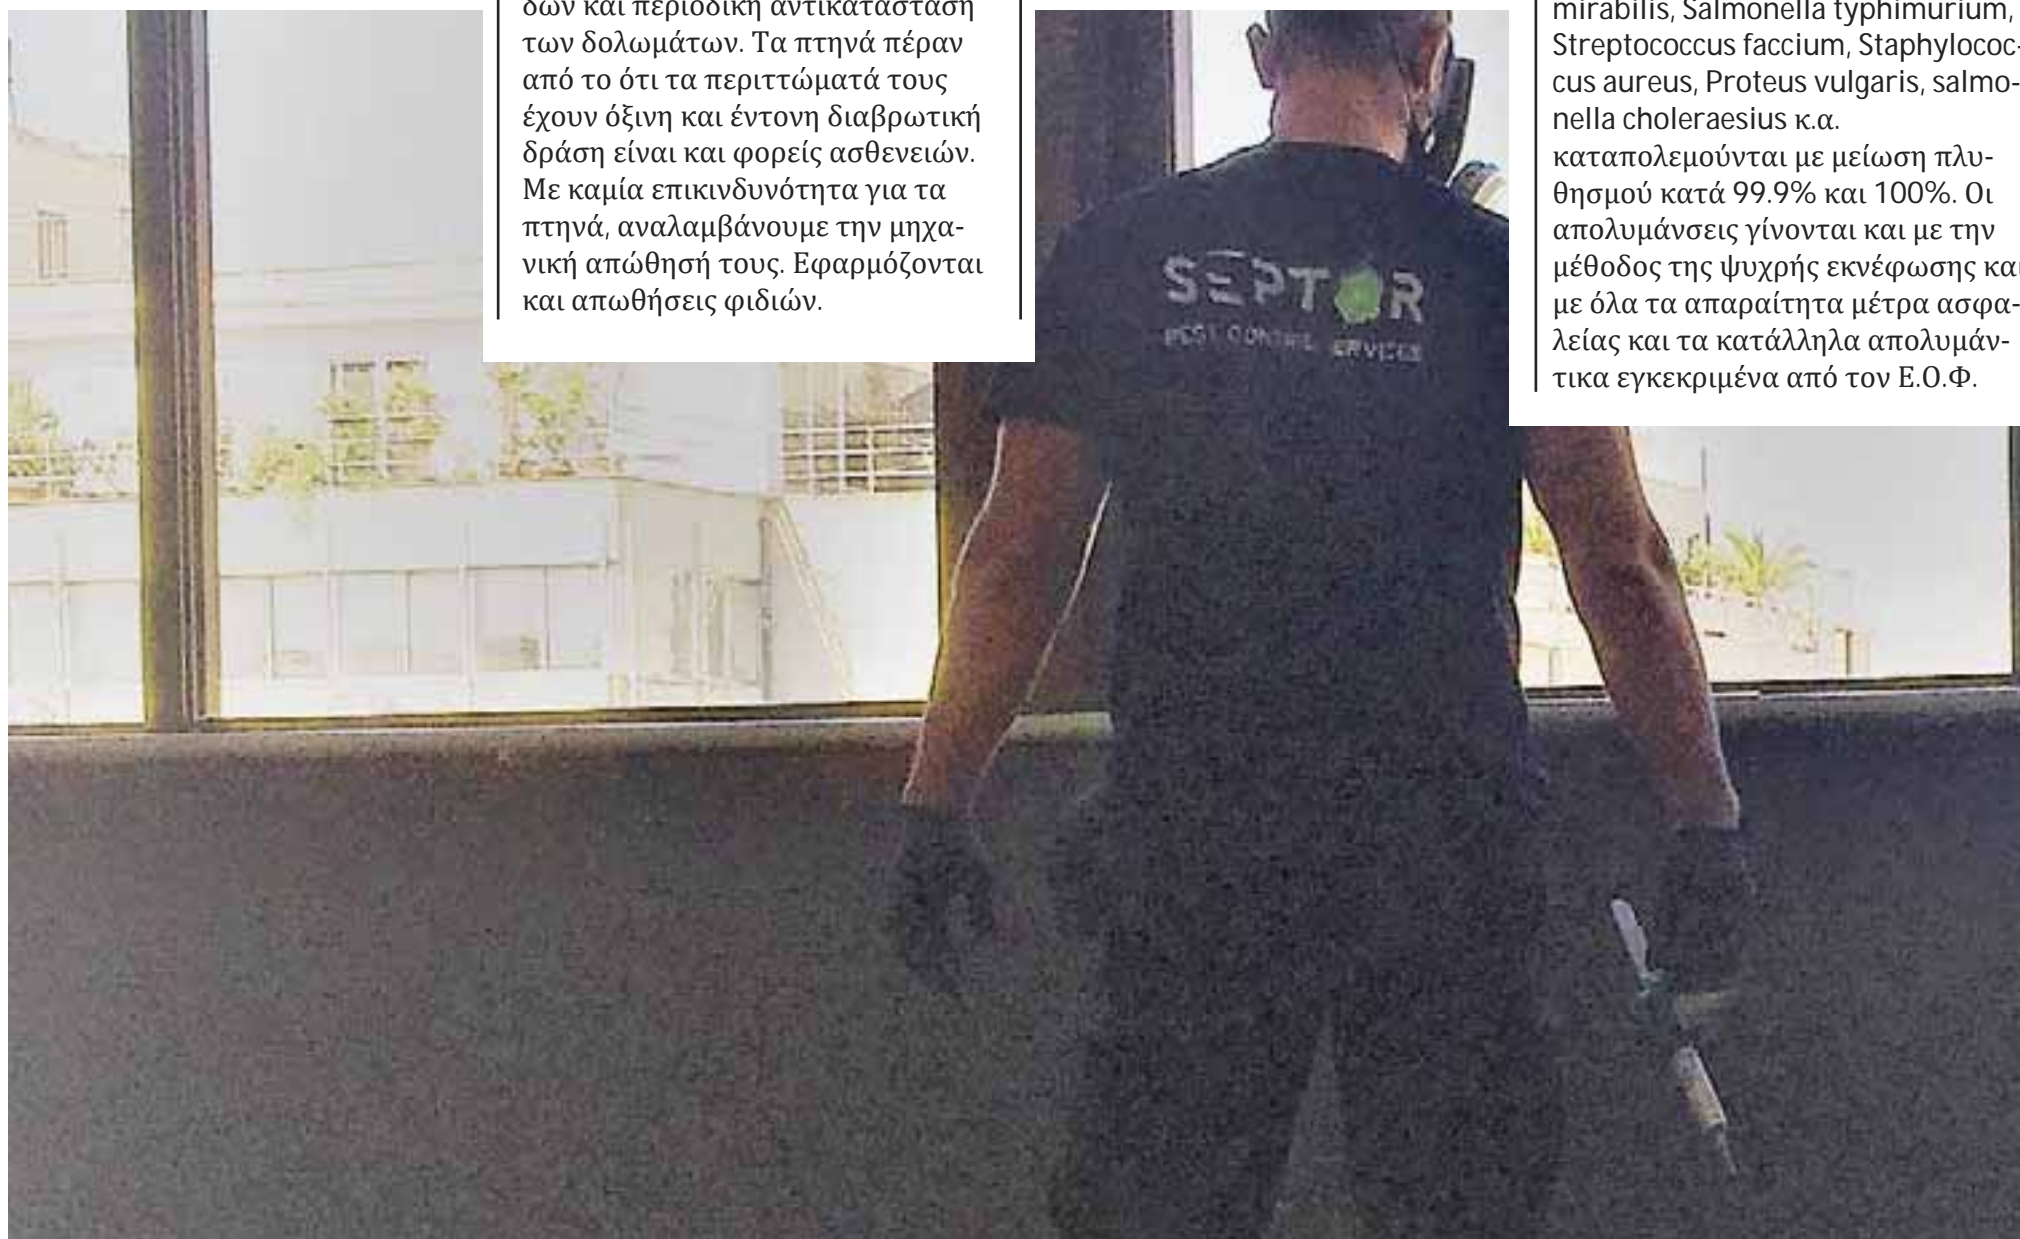 δων και περιοδική αντικατάσταση
των δολωμάτων. Τα πτηνά πέραν
από το ότι τα περιττώματά τους
έχουν όξινη και έντονη διαβρωτική
δράση είναι και φορείς ασθενειών.
Με καμία επικινδυνότητα για τα
πτηνά, αναλαμβάνουμε την μηχα-
νική απώθησή τους. Εφαρμόζονται
και απωθήσεις φιδιών.
SEPTOR
PEST CONTROL SERVICES
mirabilis, Salmonella typhimurium,
Streptococcus faccium, Staphylococ-
cus aureus, Proteus vulgaris, salmo-
nella choleraesius κ.α.
καταπολεμούνται με μείωση πλυ-
θησμού κατά 99.9% και 100%. Οι
απολυμάνσεις γίνονται και με την
μέθοδος της ψυχρής εκνέφωσης και
με όλα τα απαραίτητα μέτρα ασφα-
λείας και τα κατάλληλα απολυμάν-
τικα εγκεκριμένα από τον Ε.Ο.Φ.